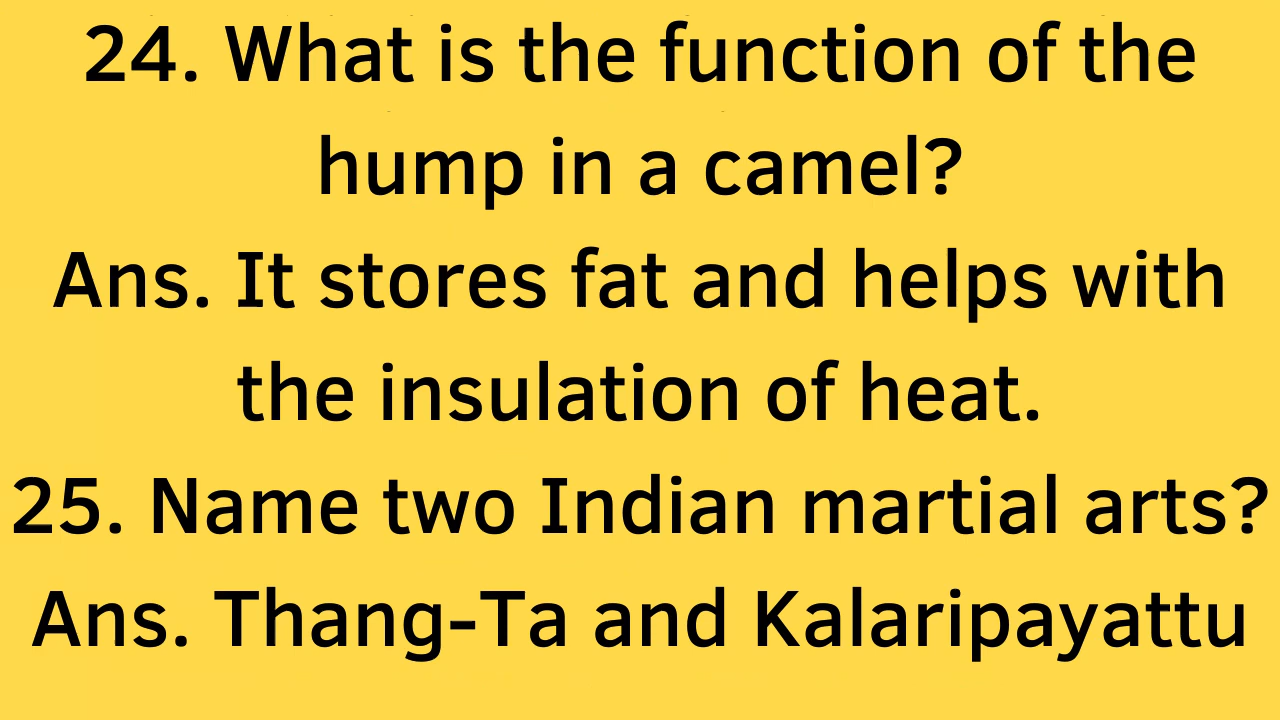 24. What is the function of the
hump in a camel?
Ans. It stores fat and helps with
the insulation of heat.
25. Name two Indian martial arts?
Ans. Thang-Ta and Kalaripayattu